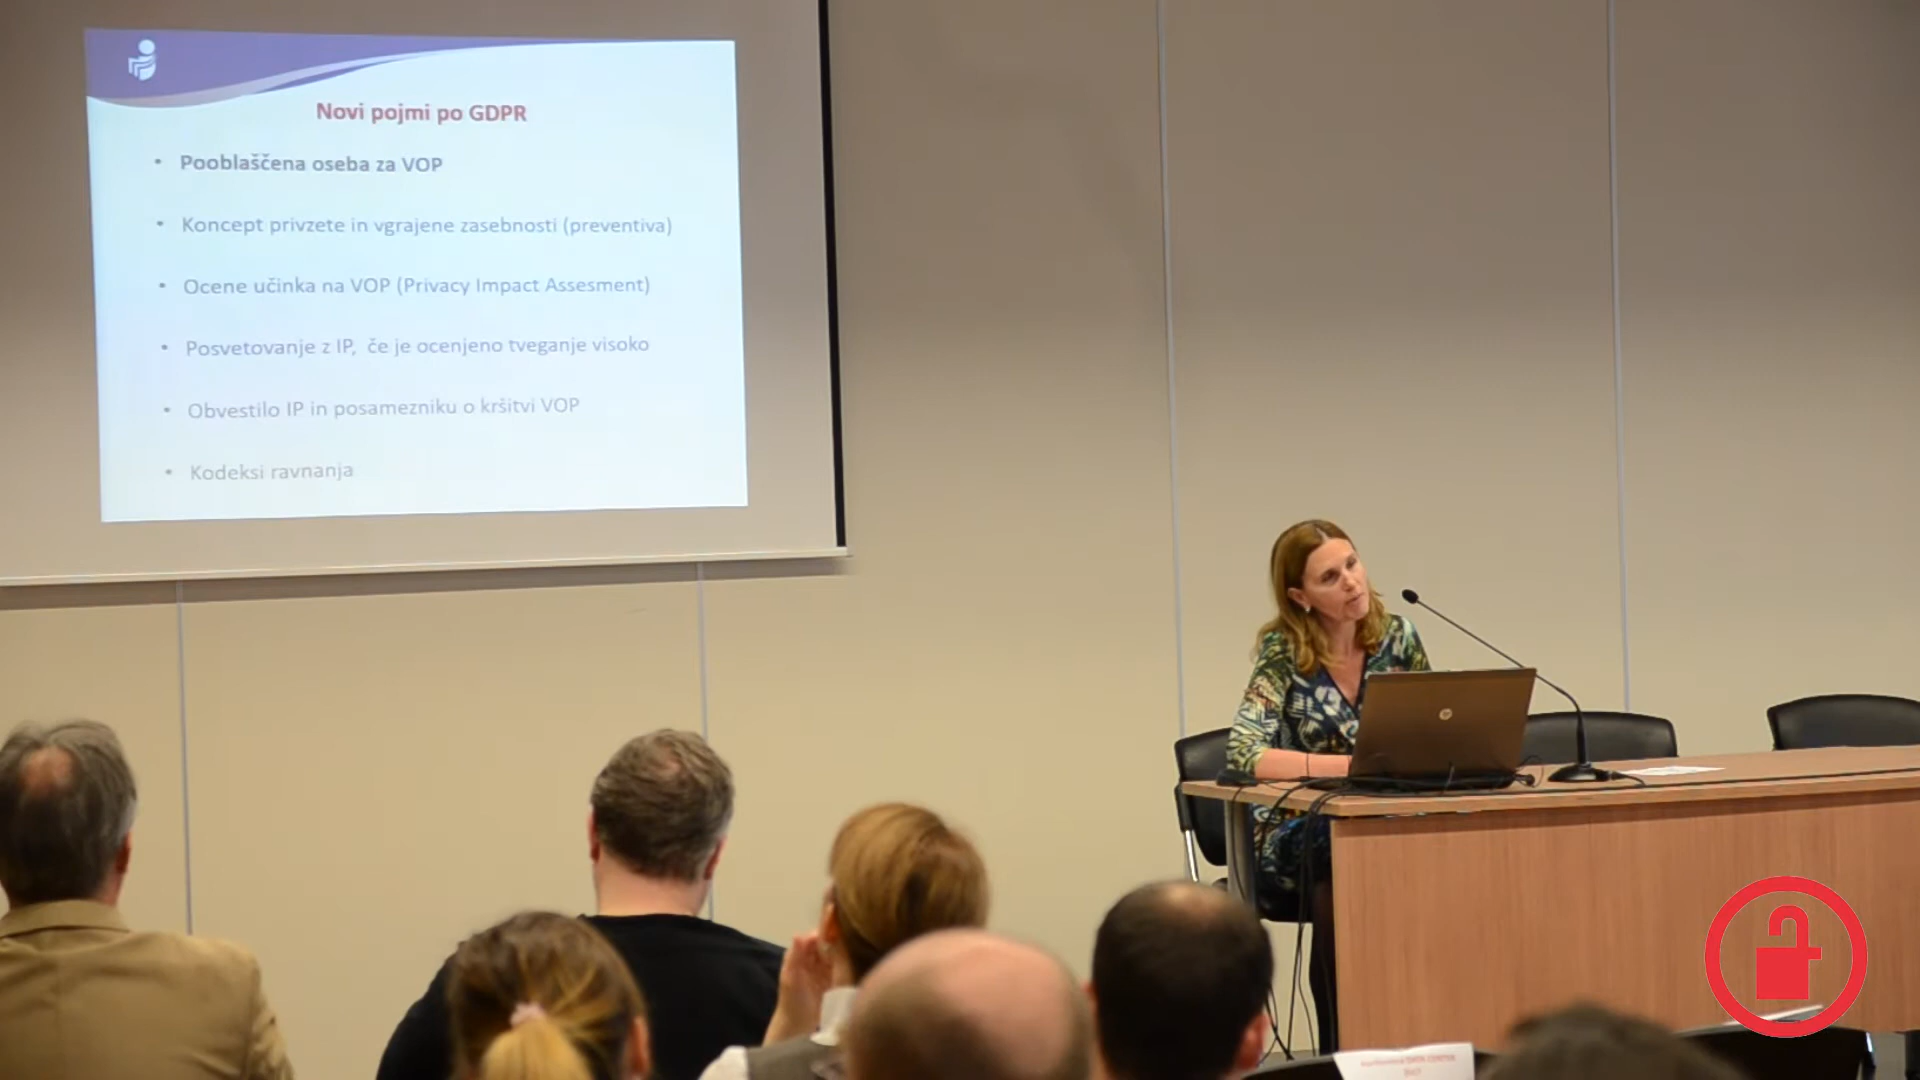 Novi pojmi po GDPR
• Pooblaščena oseba za VOP
• Koncept privzete in vgrajene zasebnosti (preventiva)
• Ocene učinka na VOP (Privacy Impact Assesment)
• Posvetovanje z IP, če je ocenjeno tveganje visoko
• Obvestilo IP in posamezniku o kršitvi VOP
• Kodeksi ravnanja
hp